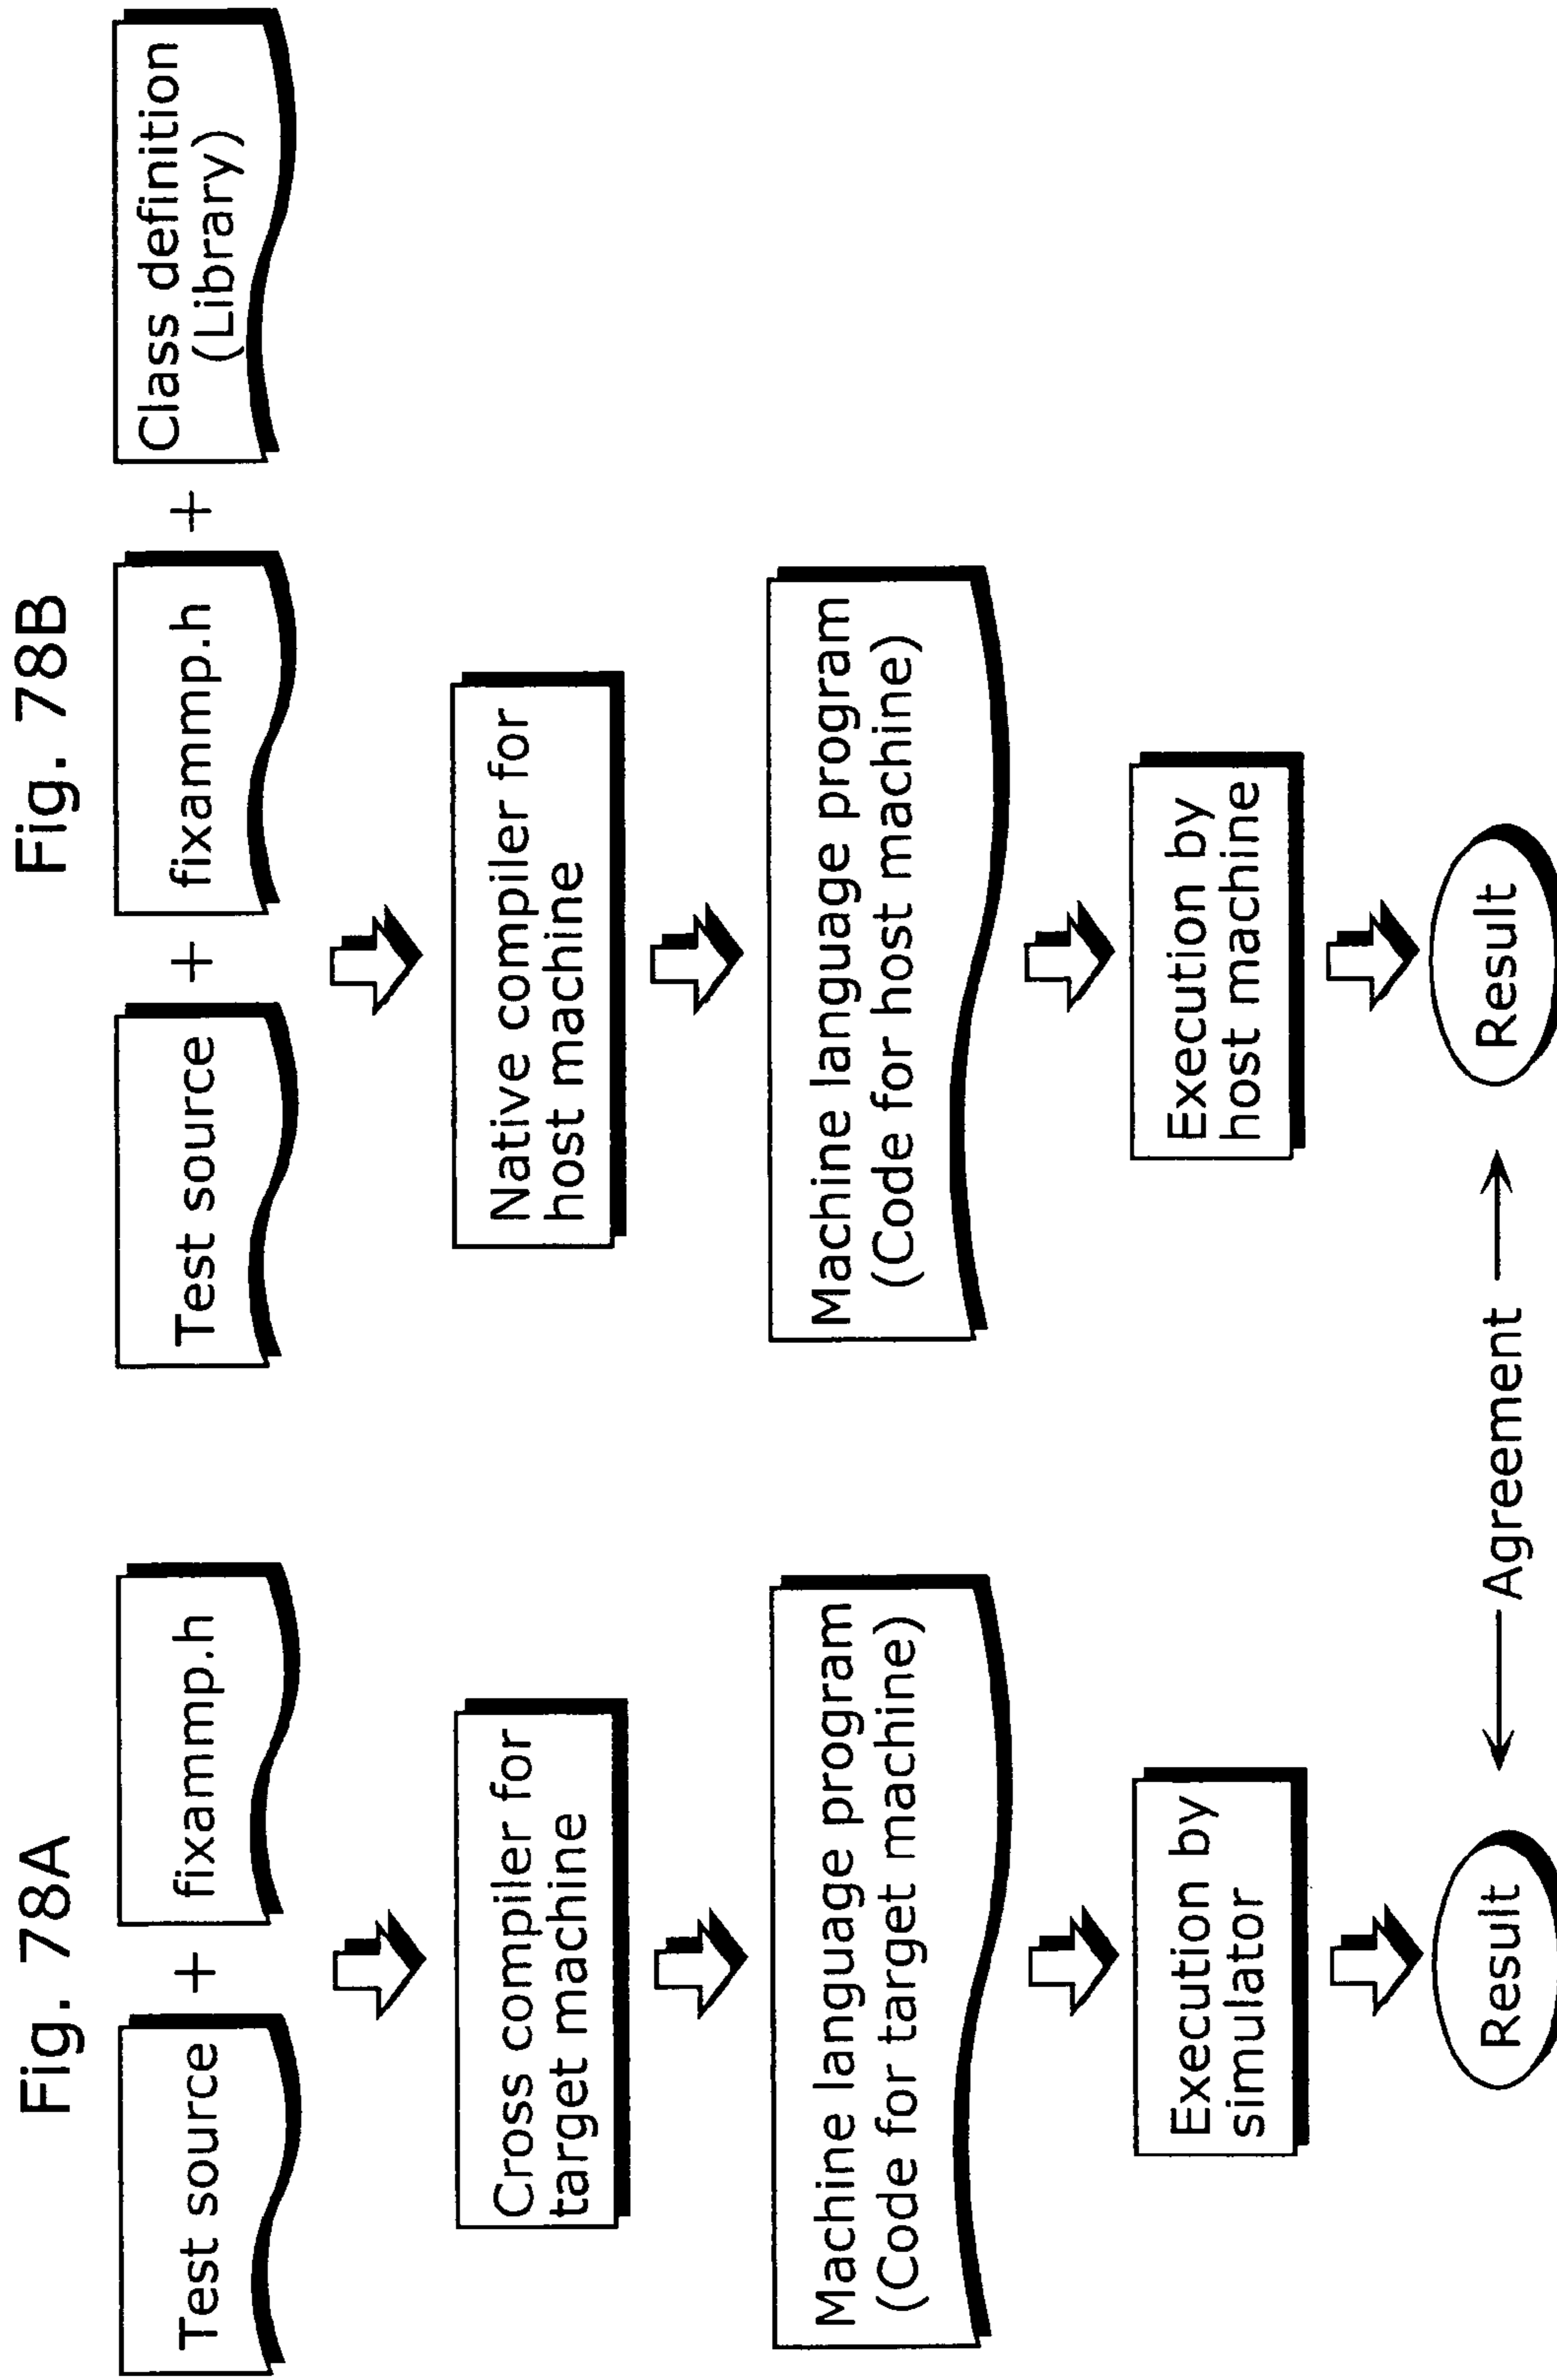 Fig. 78A
Test source
+
fixammp.h
Cross compiler for
target machine
Machine language program
(Code for target machine)
Execution by
simulator
Result
Agreement
Fig. 78B
Test source
+
fixammp.h
+
Class definition
(Library)
Native compiler for
host machine
Machine language program
(Code for host machine)
Execution by
host machine
Result